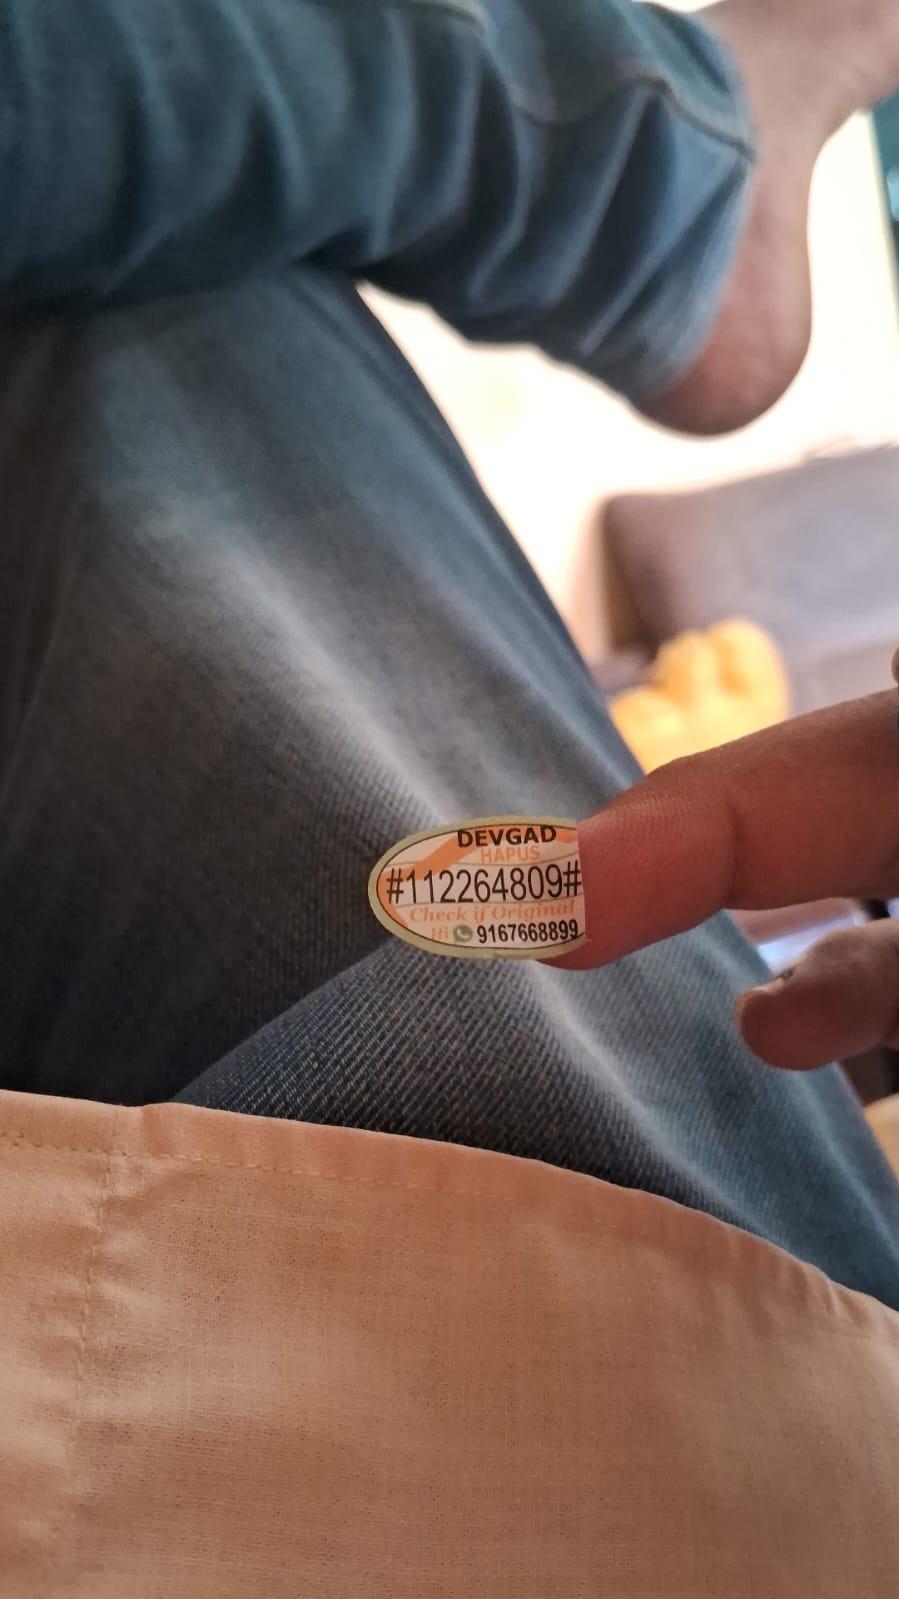 DEVGAD
HAPUS
#112264809#
Check if Original
Hi 9167668899